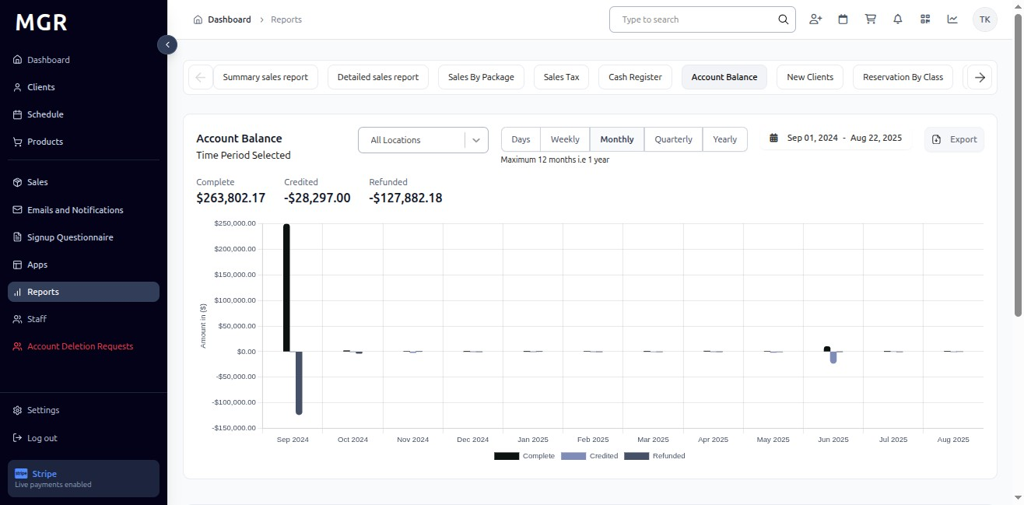 MGR
Dashboard
Clients
Schedule
Products
Sales
Emails and Notifications
Signup Questionnaire
Apps
Reports
Staff
Account Deletion Requests
Settings
Log out
Stripe
Live payments enabled
Dashboard > Reports
Type to search
TK
Summary sales report
Detailed sales report
Sales By Package
Sales Tax
Cash Register
Account Balance
New Clients
Reservation By Class
Account Balance
Time Period Selected
All Locations
Days Weekly Monthly Quarterly Yearly
Maximum 12 months i.e 1 year
Sep 01, 2024 - Aug 22, 2025
Export
Complete Credited Refunded
$263,802.17 -$28,297.00 -$127,882.18
Amount in ($)
$250,000.00
$200,000.00
$150,000.00
$100,000.00
$50,000.00
$0.00
-$50,000.00
-$100,000.00
-$150,000.00
Sep 2024 Oct 2024 Nov 2024 Dec 2024 Jan 2025 Feb 2025 Mar 2025 Apr 2025 May 2025 Jun 2025 Jul 2025 Aug 2025
Complete Credited Refunded